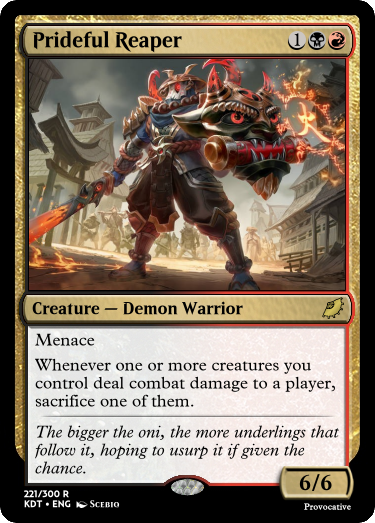 Prideful Reaper 1
火
Creature — Demon Warrior
Menace
Whenever one or more creatures you
control deal combat damage to a player,
sacrifice one of them.
The bigger the oni, the more underlings that
follow it, hoping to usurp it if given the
chance.
6/6
221/300 R
KDT • ENG Scebio
Provocative